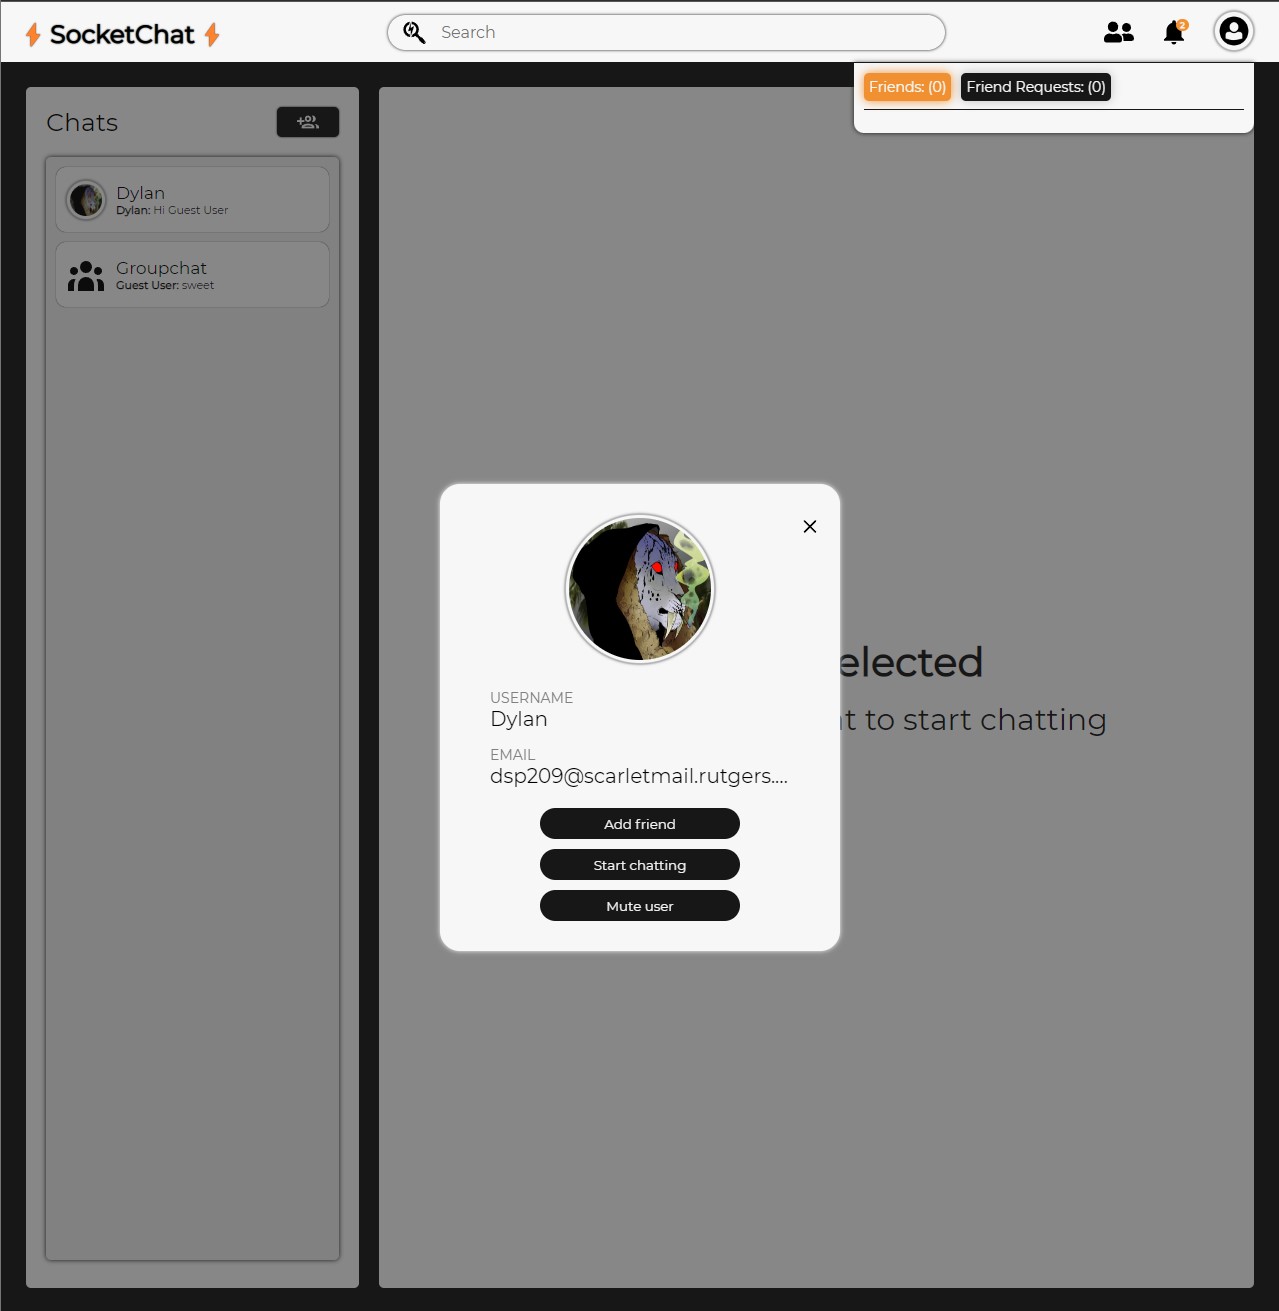 SocketChat
Search
2
Friends: (0)
Friend Requests: (0)
Chats
Dylan
Dylan: Hi Guest User
Groupchat
Guest User: sweet
elected
t to start chatting
USERNAME
Dylan
EMAIL
dsp209@scarletmail.rutgers....
Add friend
Start chatting
Mute user